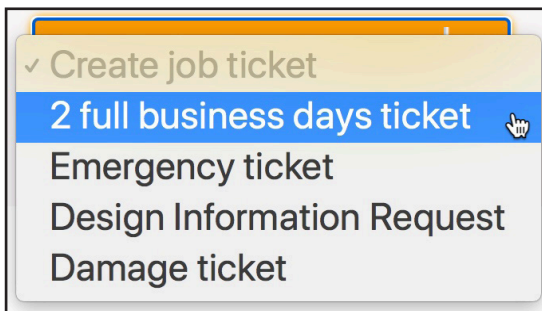 ✓ Create job ticket
2 full business days ticket
Emergency ticket
Design Information Request
Damage ticket